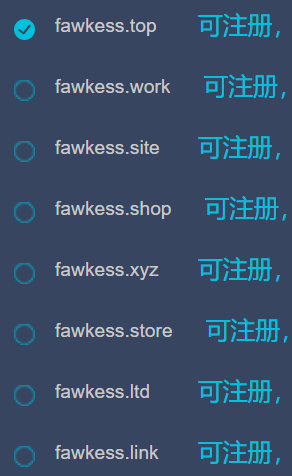 fawkess.top 可注册，
fawkess.work 可注册，
fawkess.site 可注册，
fawkess.shop 可注册，
fawkess.xyz 可注册，
fawkess.store 可注册，
fawkess.ltd 可注册，
fawkess.link 可注册，